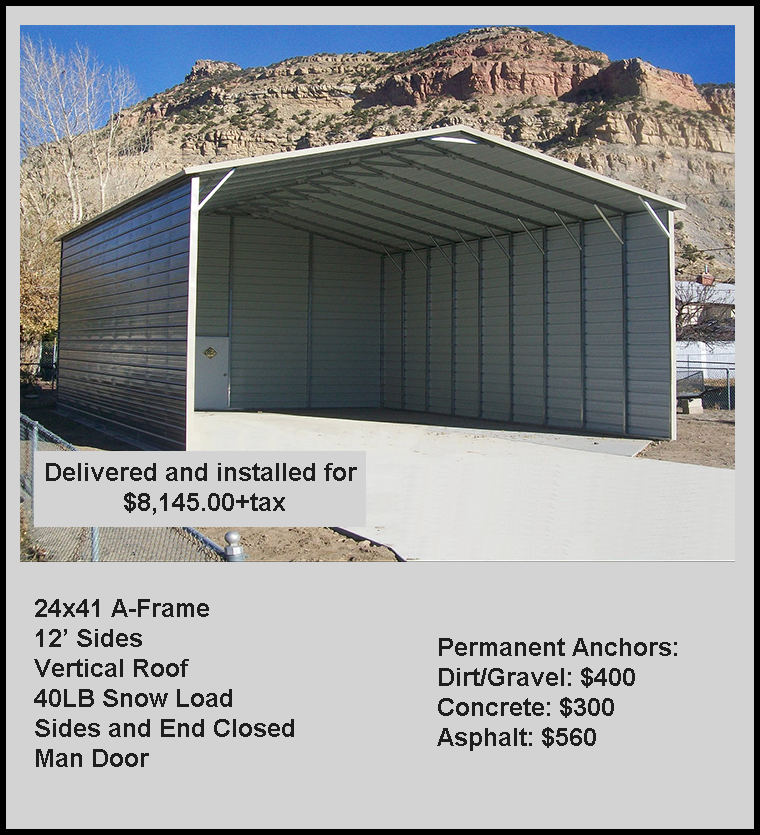 Delivered and installed for
$8,145.00+tax
24x41 A-Frame
12’ Sides
Vertical Roof
40LB Snow Load
Sides and End Closed
Man Door
Permanent Anchors:
Dirt/Gravel: $400
Concrete: $300
Asphalt: $560